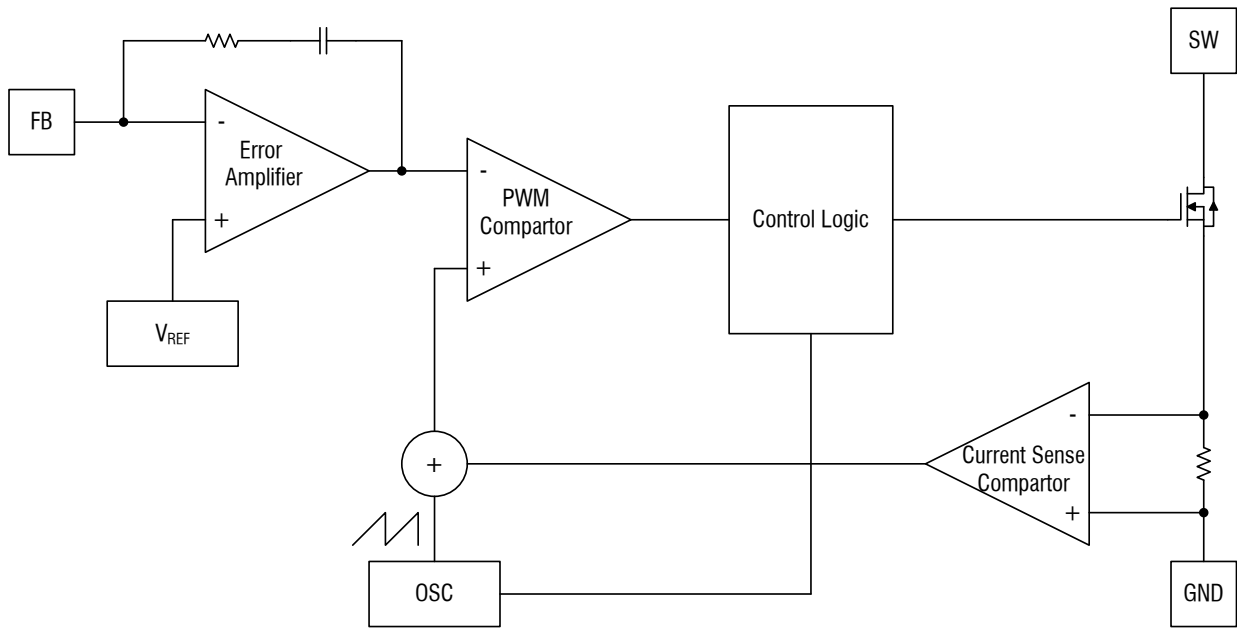 SW
FB
-
Error
Amplifier
+
-
PWM
Compartor
+
Control Logic
VREF
-
Current Sense
Compartor
+
+
OSC
GND